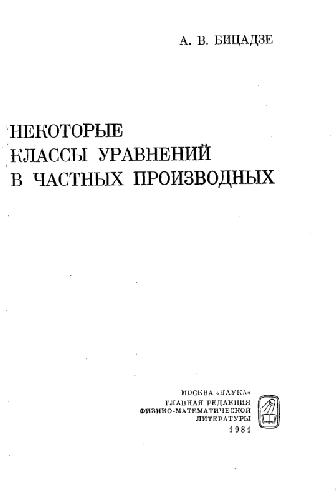 А. В. БИЦАДЗЕ
НЕКОТОРЫЕ
КЛАССЫ УРАВНЕНИЙ
В ЧАСТНЫХ ПРОИЗВОДНЫХ
МОСКВА «НАУКА»
ГЛАВНАЯ РЕДАКЦИЯ
ФИЗИКО-МАТЕМАТИЧЕСКОЙ
ЛИТЕРАТУРЫ
1981